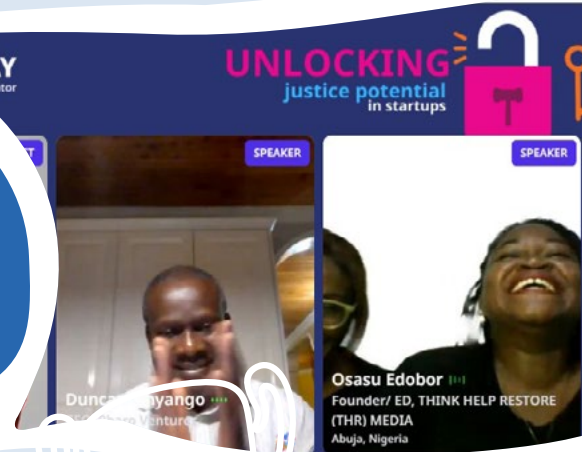 UNLOCKING
justice potential
in startups
SPEAKER
SPEAKER
Osasu Edobor
Founder/ ED, THINK HELP RESTORE
(THR) MEDIA
Abuja, Nigeria